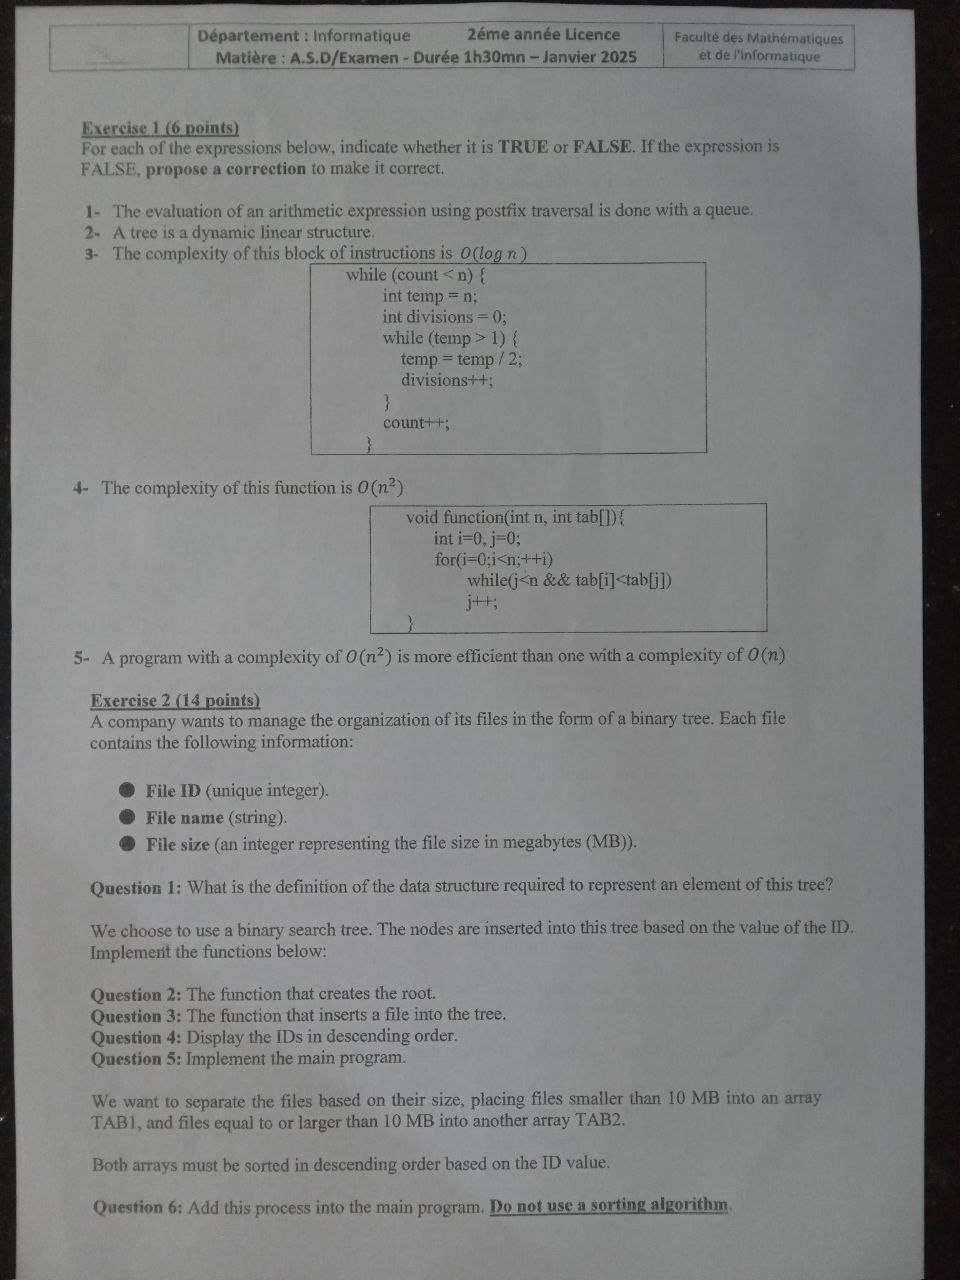 Département : Informatique 2éme année Licence
Matière : A.S.D/Examen - Durée 1h30mn – Janvier 2025
Faculté des Mathématiques
et de l'Informatique
Exercise 1 (6 points)
For each of the expressions below, indicate whether it is TRUE or FALSE. If the expression is
FALSE, propose a correction to make it correct.
1- The evaluation of an arithmetic expression using postfix traversal is done with a queue.
2- A tree is a dynamic linear structure.
3- The complexity of this block of instructions is O(log n)
while (count < n) {
int temp = n;
int divisions = 0;
while (temp > 1) {
temp = temp / 2;
divisions++;
}
count++;
}
4- The complexity of this function is O(n²)
void function(int n, int tab[]){
int i=0, j=0;
for(i=0;i<n;++i)
while(j<n && tab[i]<tab[j])
j++;
}
5- A program with a complexity of O(n²) is more efficient than one with a complexity of O(n)
Exercise 2 (14 points)
A company wants to manage the organization of its files in the form of a binary tree. Each file
contains the following information:
● File ID (unique integer).
● File name (string).
● File size (an integer representing the file size in megabytes (MB)).
Question 1: What is the definition of the data structure required to represent an element of this tree?
We choose to use a binary search tree. The nodes are inserted into this tree based on the value of the ID.
Implement the functions below:
Question 2: The function that creates the root.
Question 3: The function that inserts a file into the tree.
Question 4: Display the IDs in descending order.
Question 5: Implement the main program.
We want to separate the files based on their size, placing files smaller than 10 MB into an array
TAB1, and files equal to or larger than 10 MB into another array TAB2.
Both arrays must be sorted in descending order based on the ID value.
Question 6: Add this process into the main program. Do not use a sorting algorithm.